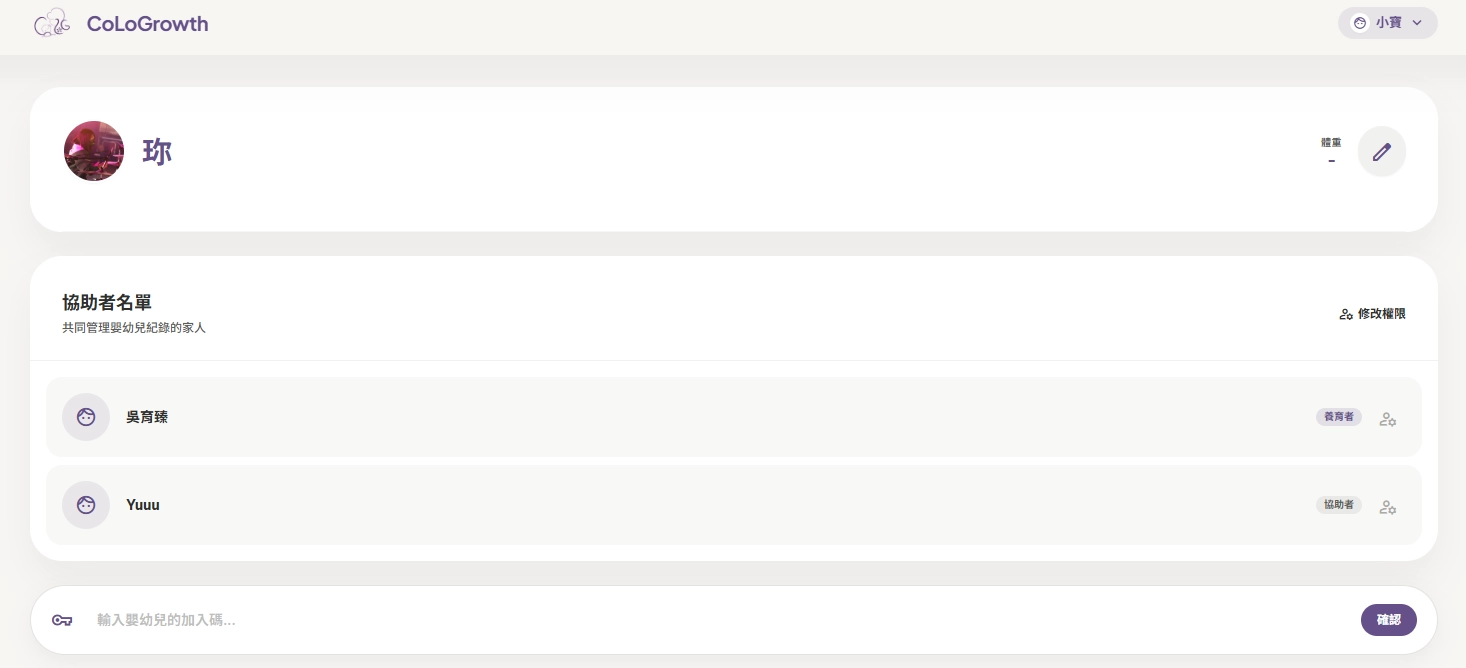 CoLoGrowth
小寶
珎
體重
-
協助者名單
共同管理嬰幼兒紀錄的家人
修改權限
吳育臻
養育者
Yuuu
協助者
輸入嬰幼兒的加入碼...
確認